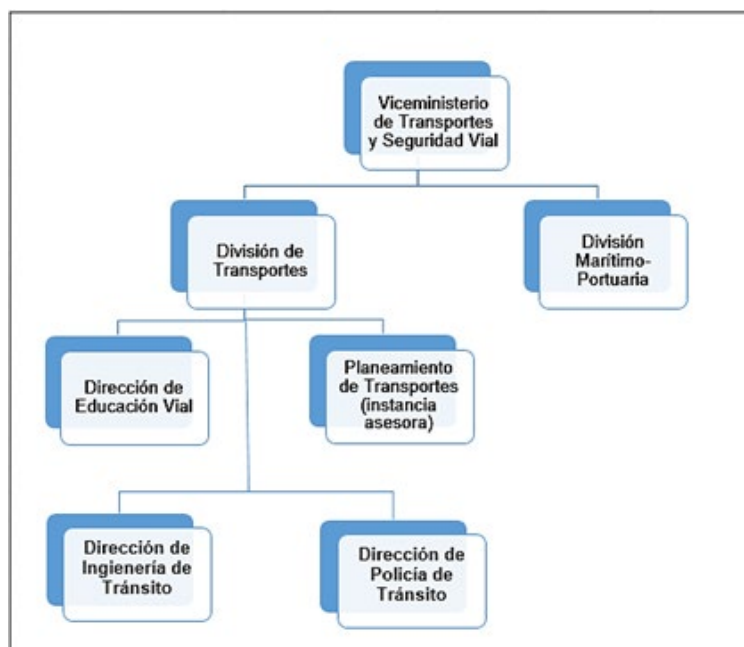 Viceministerio
de Transportes
y Seguridad Vial
División de
Transportes
División
Marítimo-
Portuaria
Dirección de
Educación Vial
Planeamiento
de Transportes
(instancia
asesora)
Dirección de
Ingienería de
Tránsito
Dirección de
Policía de
Tránsito